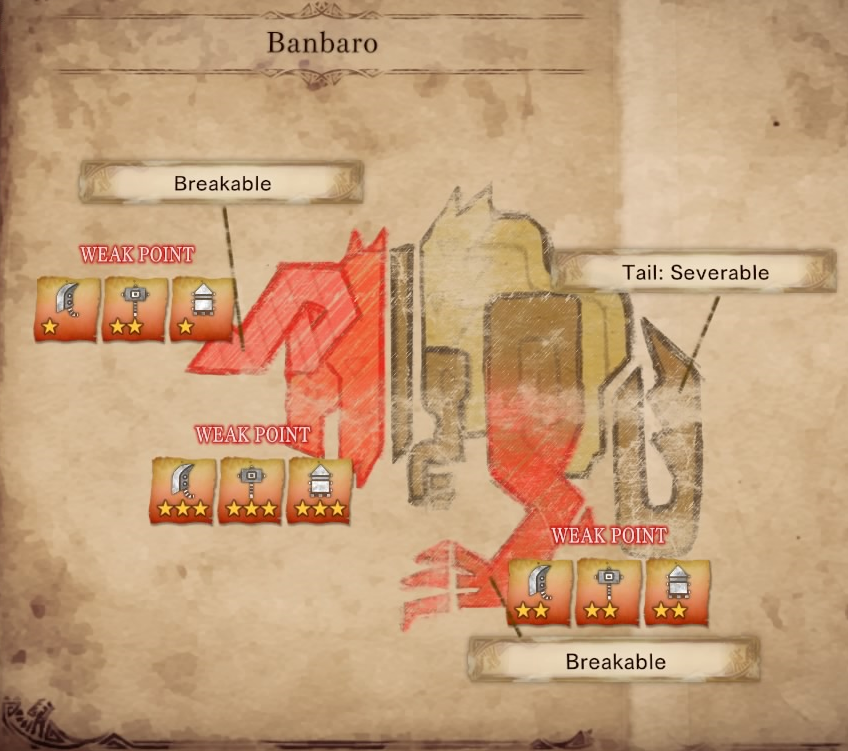 Banbaro
Breakable
WEAK POINT
Tail: Severable
WEAK POINT
WEAK POINT
Breakable